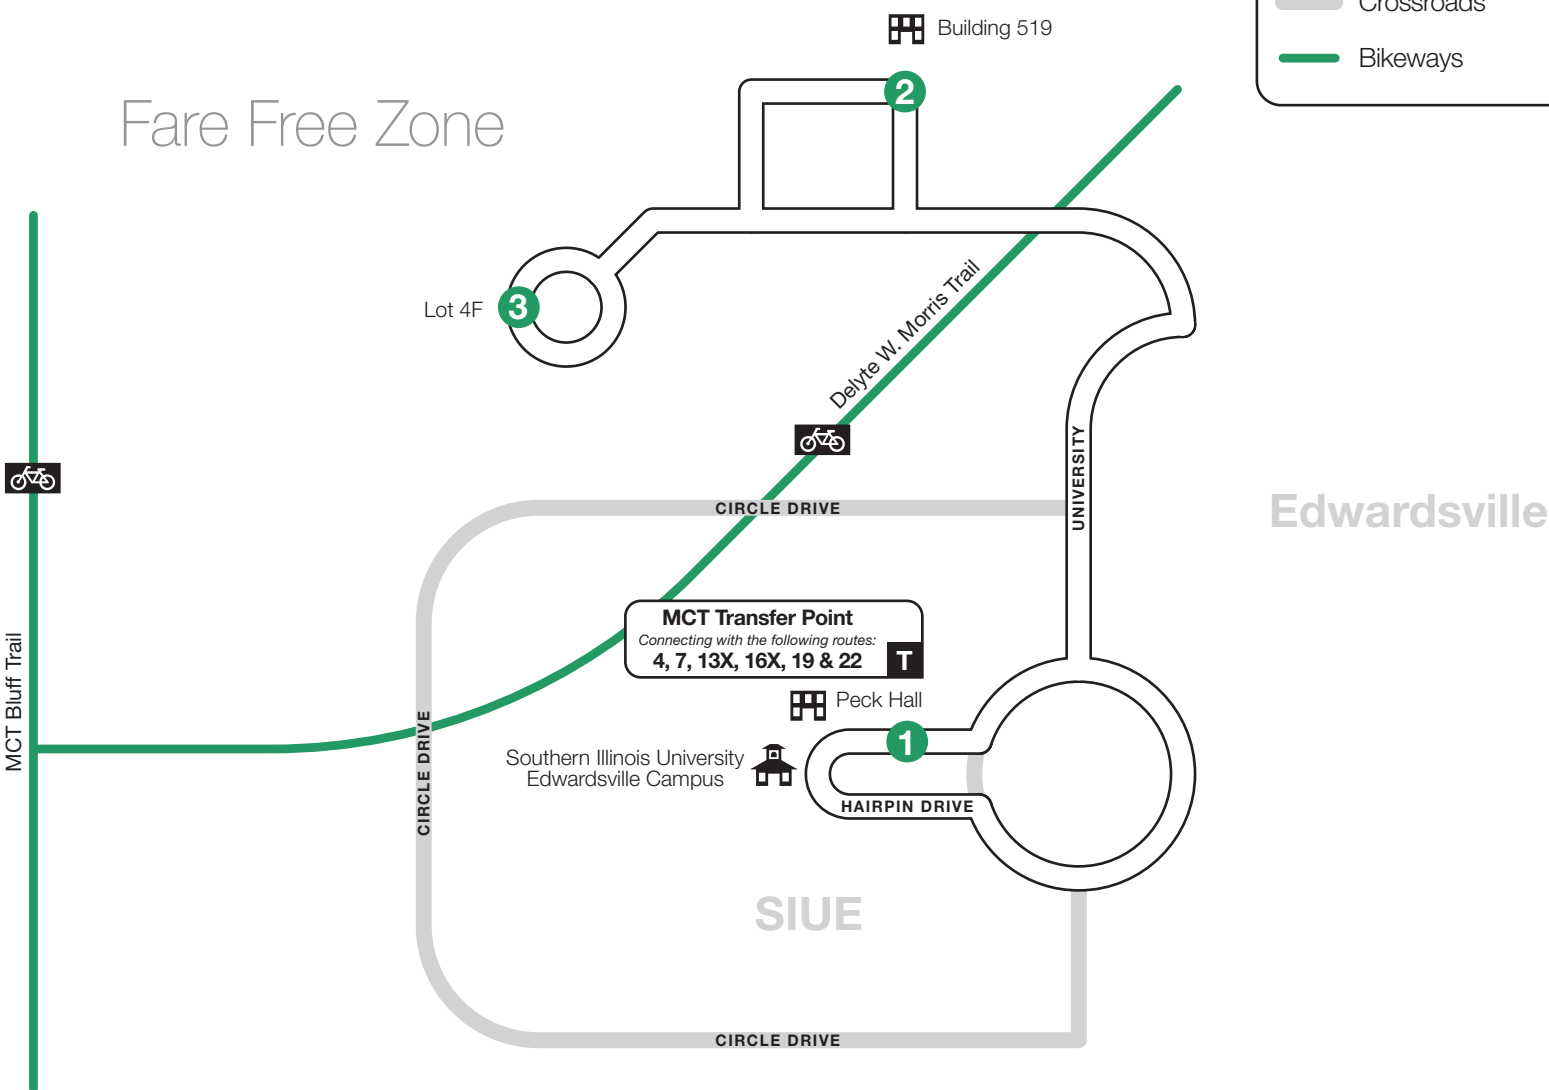 Crossroads
Building 519
Bikeways
2
Fare Free Zone
Delyte W. Morris Trail
Lot 4F
3
UNIVERSITY
CIRCLE DRIVE
Edwardsville
MCT Transfer Point
Connecting with the following routes:
4, 7, 13X, 16X, 19 & 22
T
MCT Bluff Trail
Peck Hall
1
Southern Illinois University
Edwardsville Campus
CIRCLE DRIVE
HAIRPIN DRIVE
SIUE
CIRCLE DRIVE